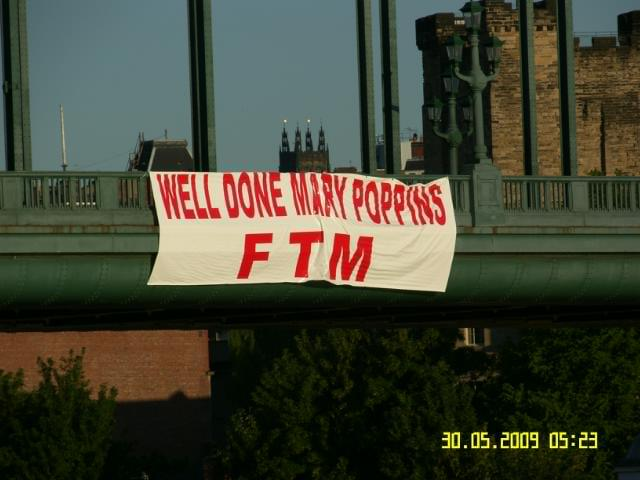 WELL DONE MARY POPPINS
FTM
30.05.2009 05:23